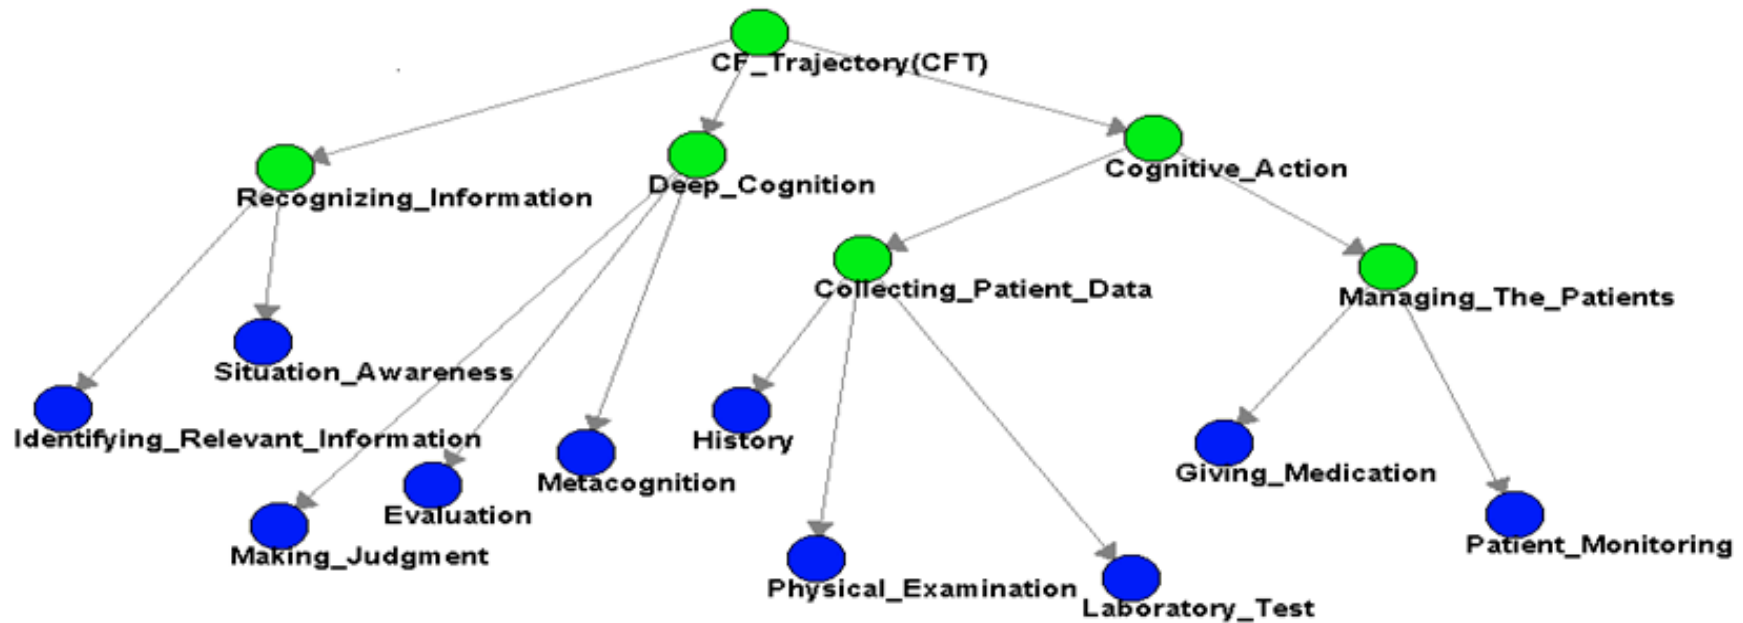 CF_Trajectory(CFT)
Cognitive_Action
Deep_Cognition
Recognizing_Information
Collecting_Patient_Data
Managing_The_Patients
Situation_Awareness
Identifying_Relevant_Information
History
Giving_Medication
Metacognition
Evaluation
Patient_Monitoring
Making_Judgment
Physical_Examination
Laboratory_Test